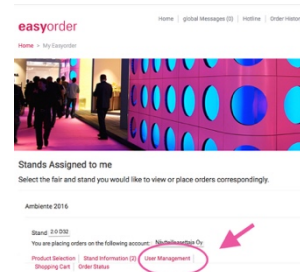 Home | global Messages (0) | Hotline | Order
easyorder
Home > My Easyorder
Stands Assigned to me
Select the fair and stand you would like to view or place orders correspondingly.
Ambiente 2016
Stand 2.0 D32
You are placing orders on the following account: Oy
Product Selection | Stand Information (2) | User Management |
Shopping Cart | Order Status